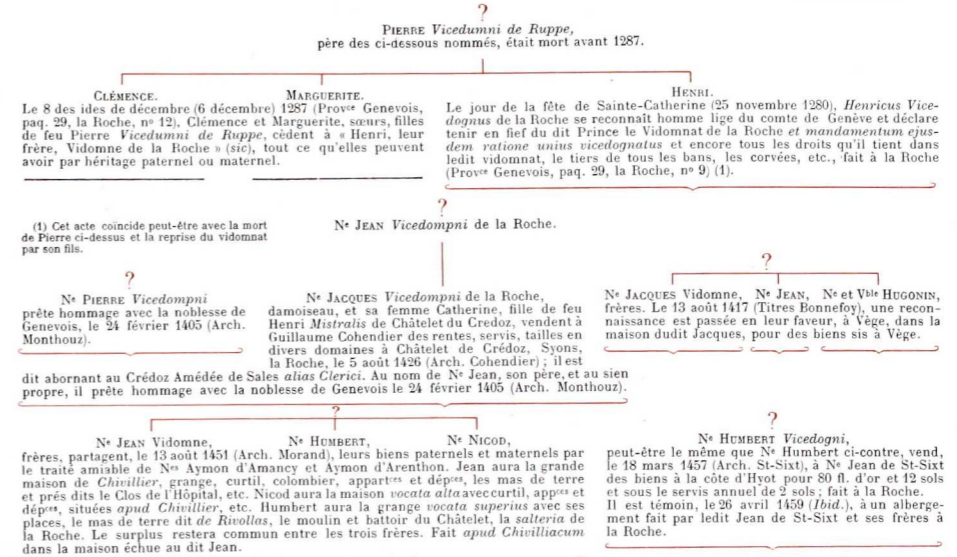 ?
PIERRE Vicedumni de Ruppe,
père des ci-dessous nommés, était mort avant 1287.
CLÉMENCE. MARGUERITE.
Le 8 des ides de décembre (6 décembre) 1287 (Provce Genevois,
paq. 29, la Roche, no 12), Clémence et Marguerite, sœurs, filles
de feu Pierre Vicedumni de Ruppe, cèdent à « Henri, leur
frère, Vidomne de la Roche » (sic), tout ce qu'elles peuvent
avoir par héritage paternel ou maternel.
HENRI.
Le jour de la fête de Sainte-Catherine (25 novembre 1280), Henricus Vice-
dognus de la Roche se reconnaît homme lige du comte de Genève et déclare
tenir en fief du dit Prince le Vidomnat de la Roche et mandamentum ejus-
dem ratione unius vicedognatus et encore tous les droits qu'il tient dans
ledit vidomnat, le tiers de tous les bans, les corvées, etc., fait à la Roche
(Provce Genevois, paq. 29, la Roche, no 9) (1).
(1) Cet acte coïncide peut-être avec la mort
de Pierre ci-dessus et la reprise du vidomnat
par son fils.
?
Ne JEAN Vicedompni de la Roche.
?
Ne PIERRE Vicedompni
prête hommage avec la noblesse de
Genevois, le 24 février 1405 (Arch.
Monthouz).
Ne JACQUES Vicedompni de la Roche,
damoiseau, et sa femme Catherine, fille de feu
Henri Mistralis de Châtelet du Credoz, vendent à
Guillaume Cohendier des rentes, servis, tailles en
divers domaines à Châtelet de Crédoz, Syons,
la Roche, le 5 août 1426 (Arch. Cohendier) ; il est
dit abornant au Crédoz Amédée de Sales alias Clerici. Au nom de Ne Jean, son père, et au sien
propre, il prête hommage avec la noblesse de Genevois le 24 février 1405 (Arch. Monthouz).
?
Ne JACQUES Vidomne, Ne JEAN, Ne et Vble HUGONIN,
frères. Le 13 août 1417 (Titres Bonnefoy), une recon-
naissance est passée en leur faveur, à Vège, dans la
maison dudit Jacques, pour des biens sis à Vège.
?
Ne JEAN Vidomne, Ne HUMBERT, Ne NICOD,
frères, partagent, le 13 août 1451 (Arch. Morand), leurs biens paternels et maternels par
le traité amiable de Nes Aymon d'Amancy et Aymon d'Arenthon. Jean aura la grande
maison de Chivillier, grange, curtil, colombier, appartces et dépces, les mas de terre
et prés dits le Clos de l'Hôpital, etc. Nicod aura la maison vocata alta avec curtil, appces et
dépces, situées apud Chivillier, etc. Humbert aura la grange vocata superius avec ses
places, le mas de terre dit de Rivollas, le moulin et battoir du Châtelet, la salteria de
la Roche. Le surplus restera commun entre les trois frères. Fait apud Chivilliacum
dans la maison échue au dit Jean.
?
Ne HUMBERT Vicedogni,
peut-être le même que Ne Humbert ci-contre, vend,
le 18 mars 1457 (Arch. St-Sixt), à Ne Jean de St-Sixt
des biens à la côte d'Hyot pour 80 fl. d'or et 12 sols
et sous le servis annuel de 2 sols ; fait à la Roche.
Il est témoin, le 26 avril 1459 (Ibid.), à un alberge-
ment fait par ledit Jean de St-Sixt et ses frères à
la Roche.